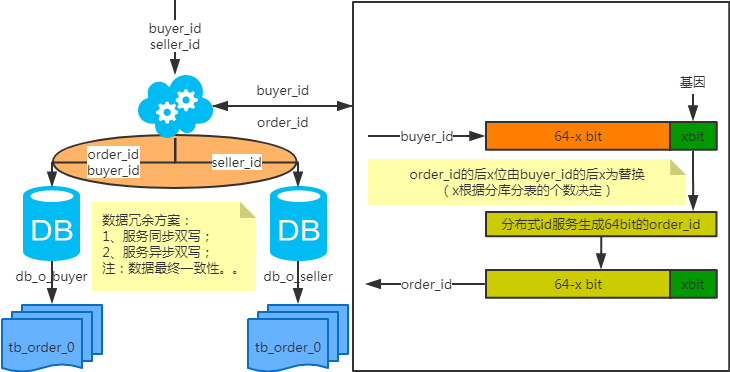 buyer_id
seller_id
buyer_id
order_id
order_id
buyer_id
seller_id
DB
DB
数据冗余方案：
1、服务同步双写；
2、服务异步双写；
注：数据最终一致性。。
db_o_buyer
db_o_seller
tb_order_0
tb_order_0
基因
buyer_id
64-x bit
xbit
order_id的后x位由buyer_id的后x为替换
（x根据分库分表的个数决定）
分布式id服务生成64bit的order_id
order_id
64-x bit
xbit